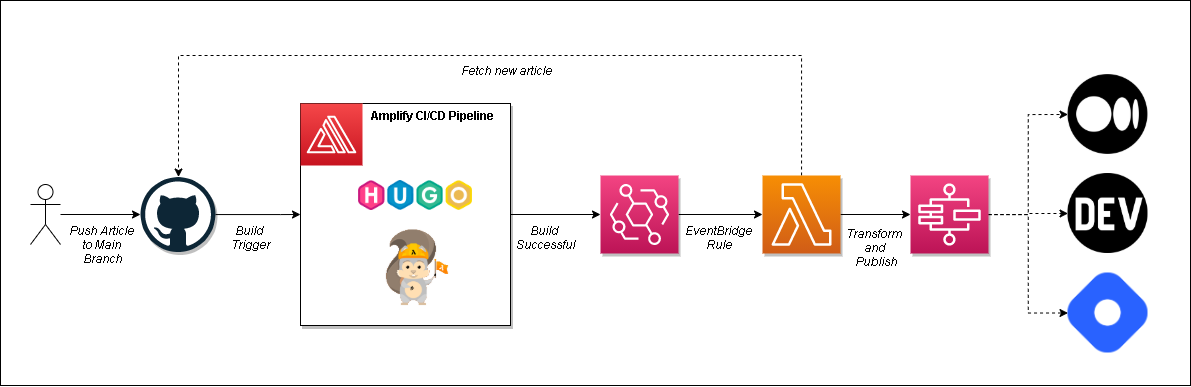 Fetch new article
Amplify CI/CD Pipeline
HUGO
Push Article
to Main
Branch
Build
Trigger
Build
Successful
EventBridge
Rule
Transform
and
Publish
DEV